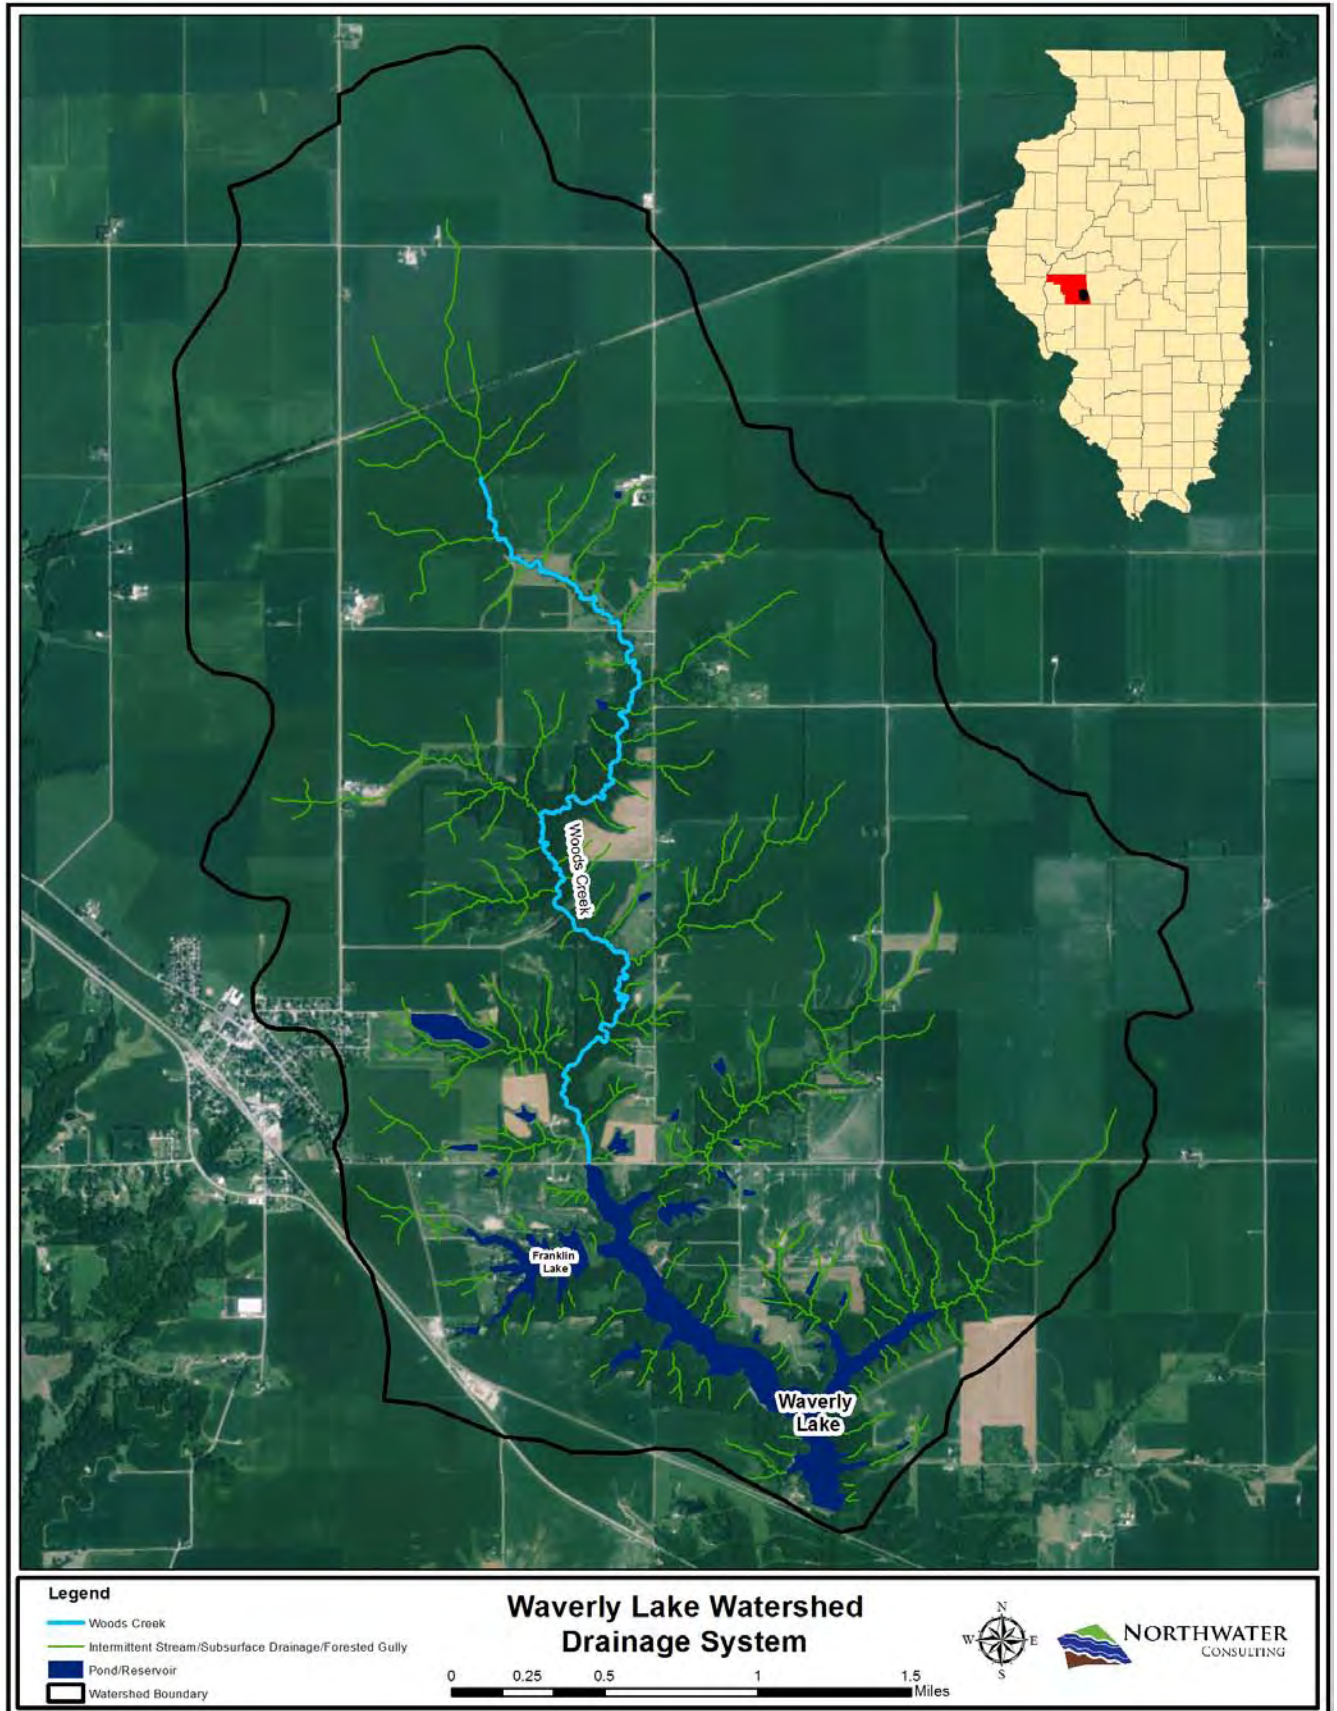 Woods Creek
Franklin
Lake
Waverly
Lake
Legend
Woods Creek
Intermittent Stream/Subsurface Drainage/Forested Gully
Pond/Reservoir
Watershed Boundary
Waverly Lake Watershed
Drainage System
0 0.25 0.5 1 1.5
Miles
N
W E
S
NORTHWATER
CONSULTING